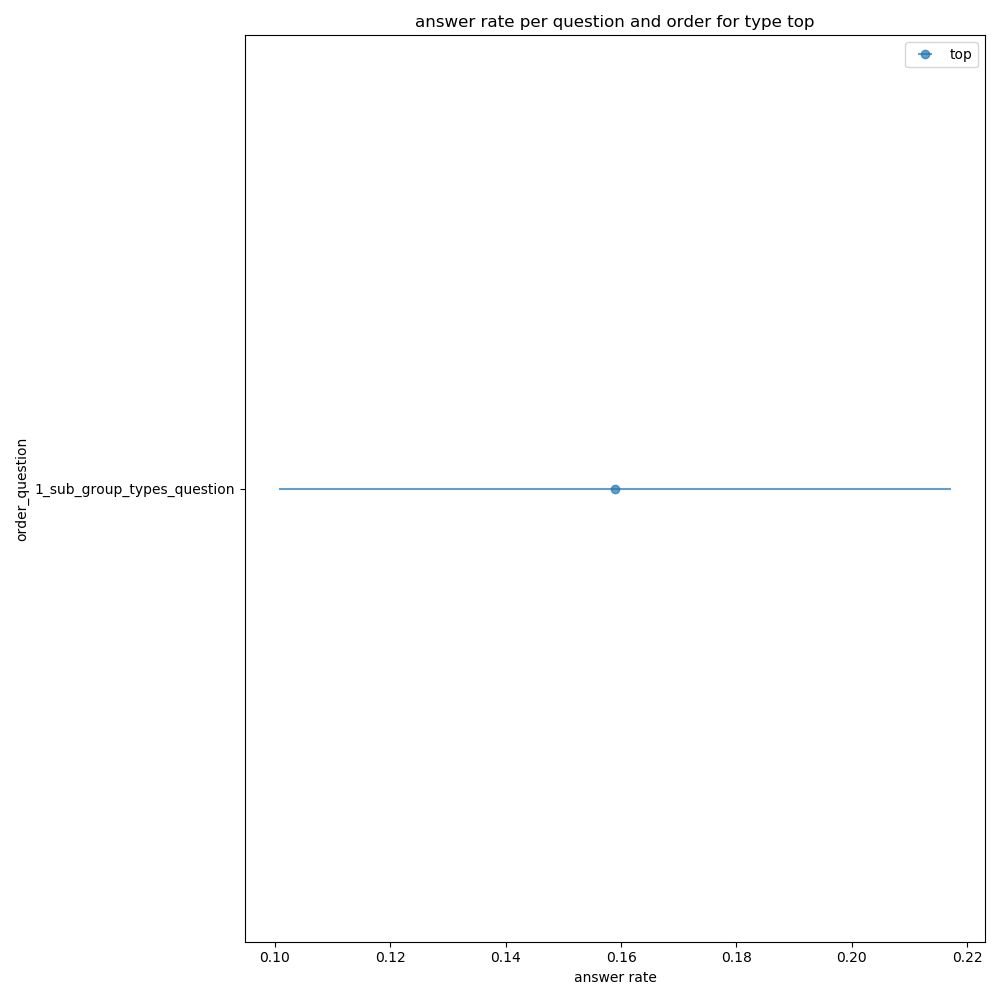 answer rate per question and order for type top
top
order_question
1_sub_group_types_question
0.10 0.12 0.14 0.16 0.18 0.20 0.22
answer rate